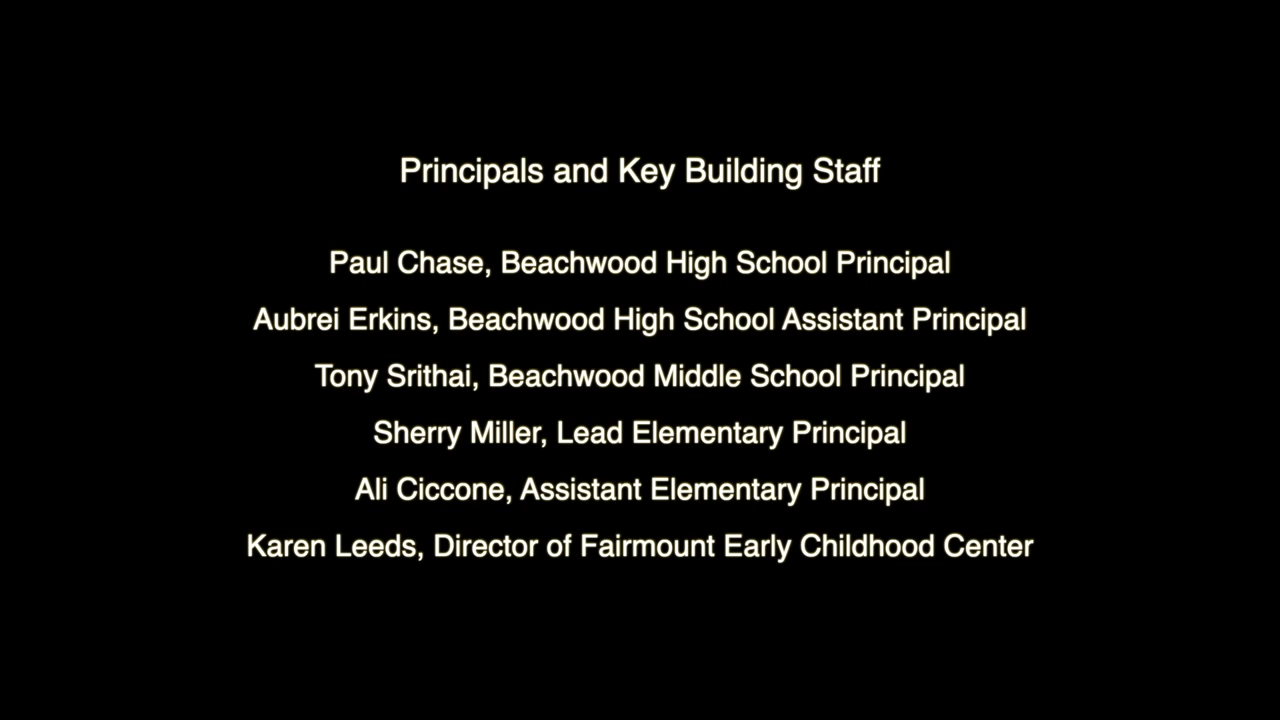 Principals and Key Building Staff
Paul Chase, Beachwood High School Principal
Aubrei Erkins, Beachwood High School Assistant Principal
Tony Srithai, Beachwood Middle School Principal
Sherry Miller, Lead Elementary Principal
Ali Ciccone, Assistant Elementary Principal
Karen Leeds, Director of Fairmount Early Childhood Center